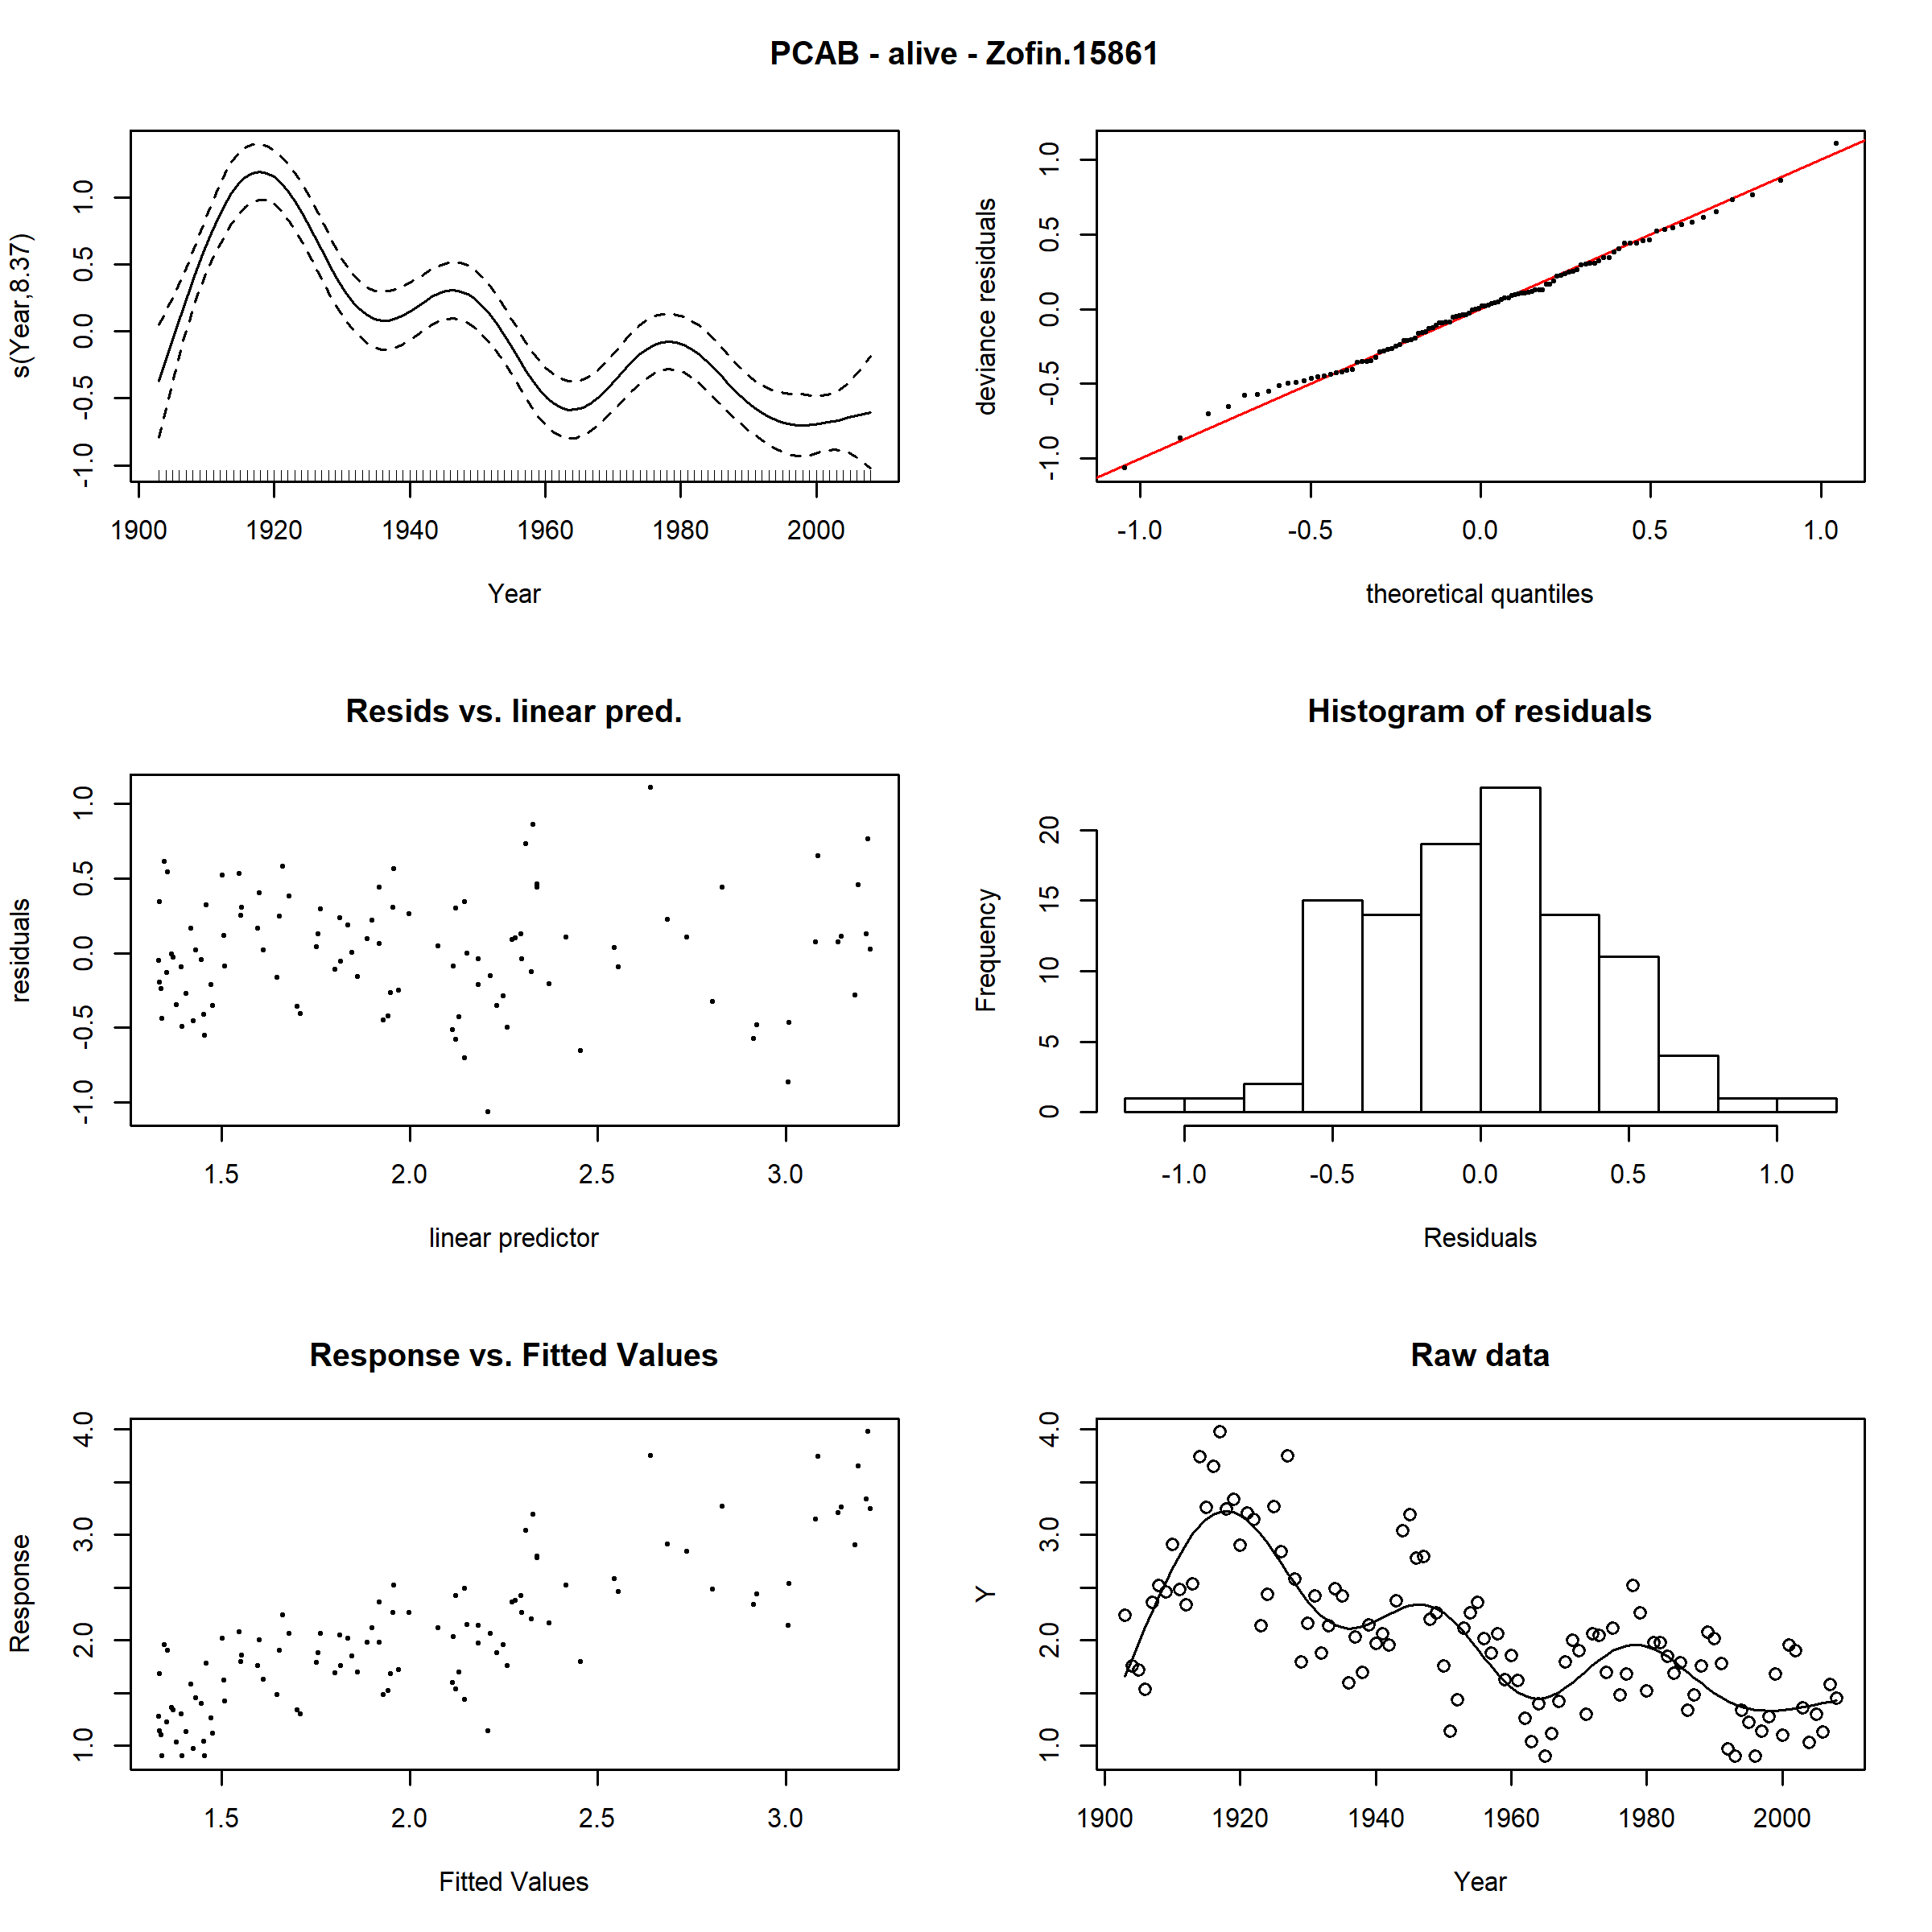 PCAB - alive - Zofin.15861
s(Year,8.37)
-1.0 -0.5 0.0 0.5 1.0
1900 1920 1940 1960 1980 2000
Year
deviance residuals
-1.0 -0.5 0.0 0.5 1.0
-1.0 -0.5 0.0 0.5 1.0
theoretical quantiles
Resids vs. linear pred.
residuals
-1.0 -0.5 0.0 0.5 1.0
1.5 2.0 2.5 3.0
linear predictor
Histogram of residuals
Frequency
0 5 10 15 20
-1.0 -0.5 0.0 0.5 1.0
Residuals
Response vs. Fitted Values
Response
1.0 2.0 3.0 4.0
1.5 2.0 2.5 3.0
Fitted Values
Raw data
Y
1.0 2.0 3.0 4.0
1900 1920 1940 1960 1980 2000
Year